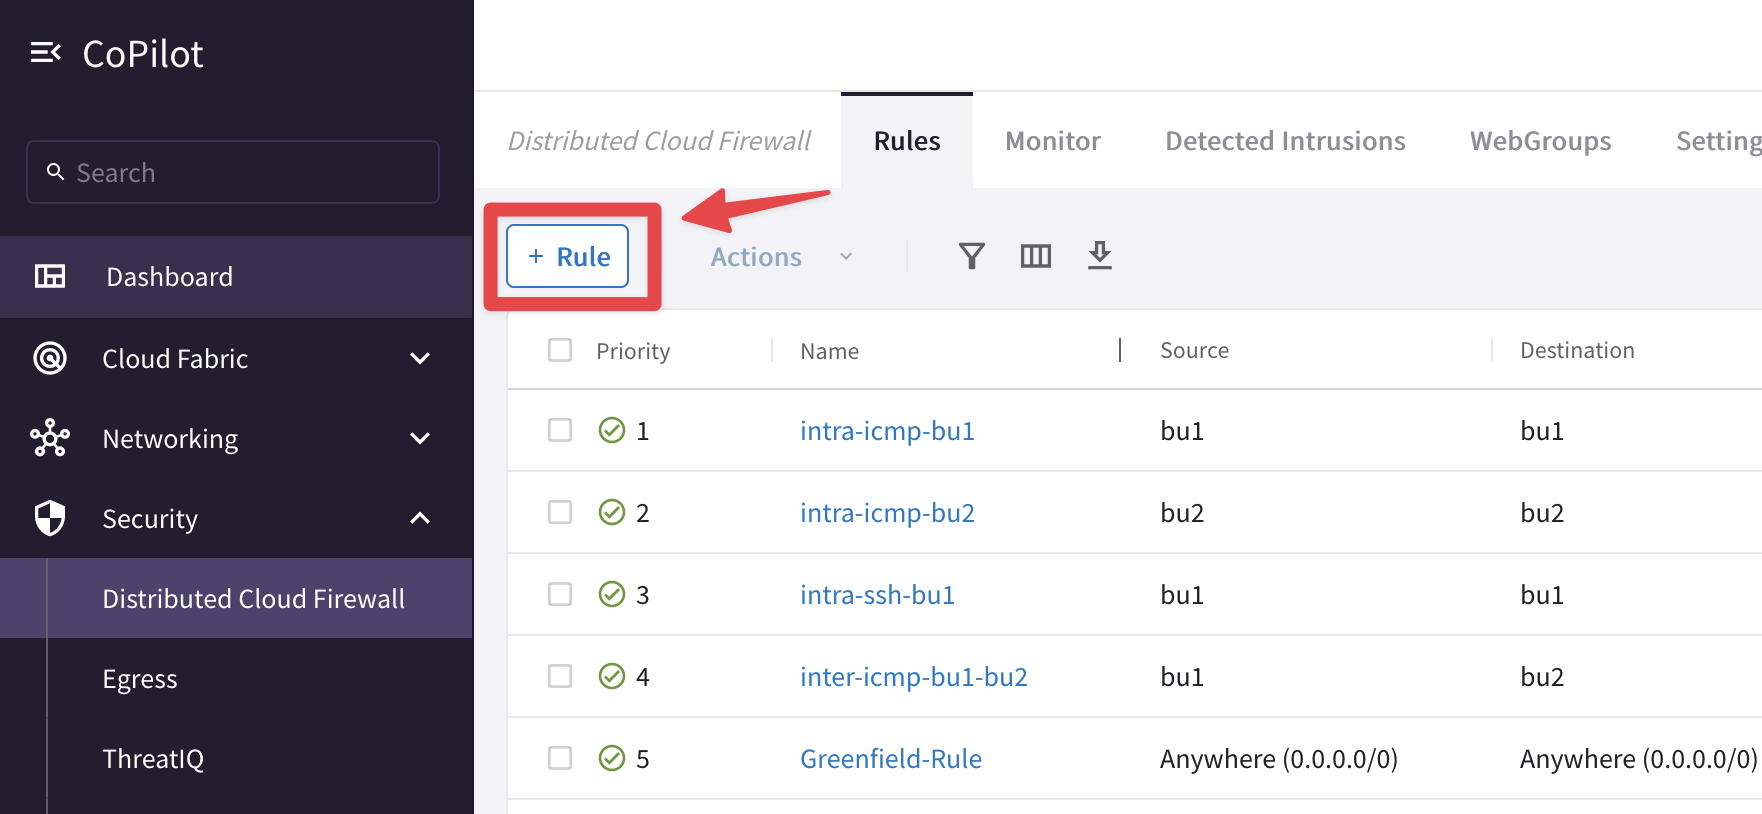 CoPilot
Search
Dashboard
Cloud Fabric
Networking
Security
Distributed Cloud Firewall
Egress
ThreatIQ
Distributed Cloud Firewall Rules Monitor Detected Intrusions WebGroups Setting
+ Rule Actions
Priority Name Source Destination
1 intra-icmp-bu1 bu1 bu1
2 intra-icmp-bu2 bu2 bu2
3 intra-ssh-bu1 bu1 bu1
4 inter-icmp-bu1-bu2 bu1 bu2
5 Greenfield-Rule Anywhere (0.0.0.0/0) Anywhere (0.0.0.0/0)